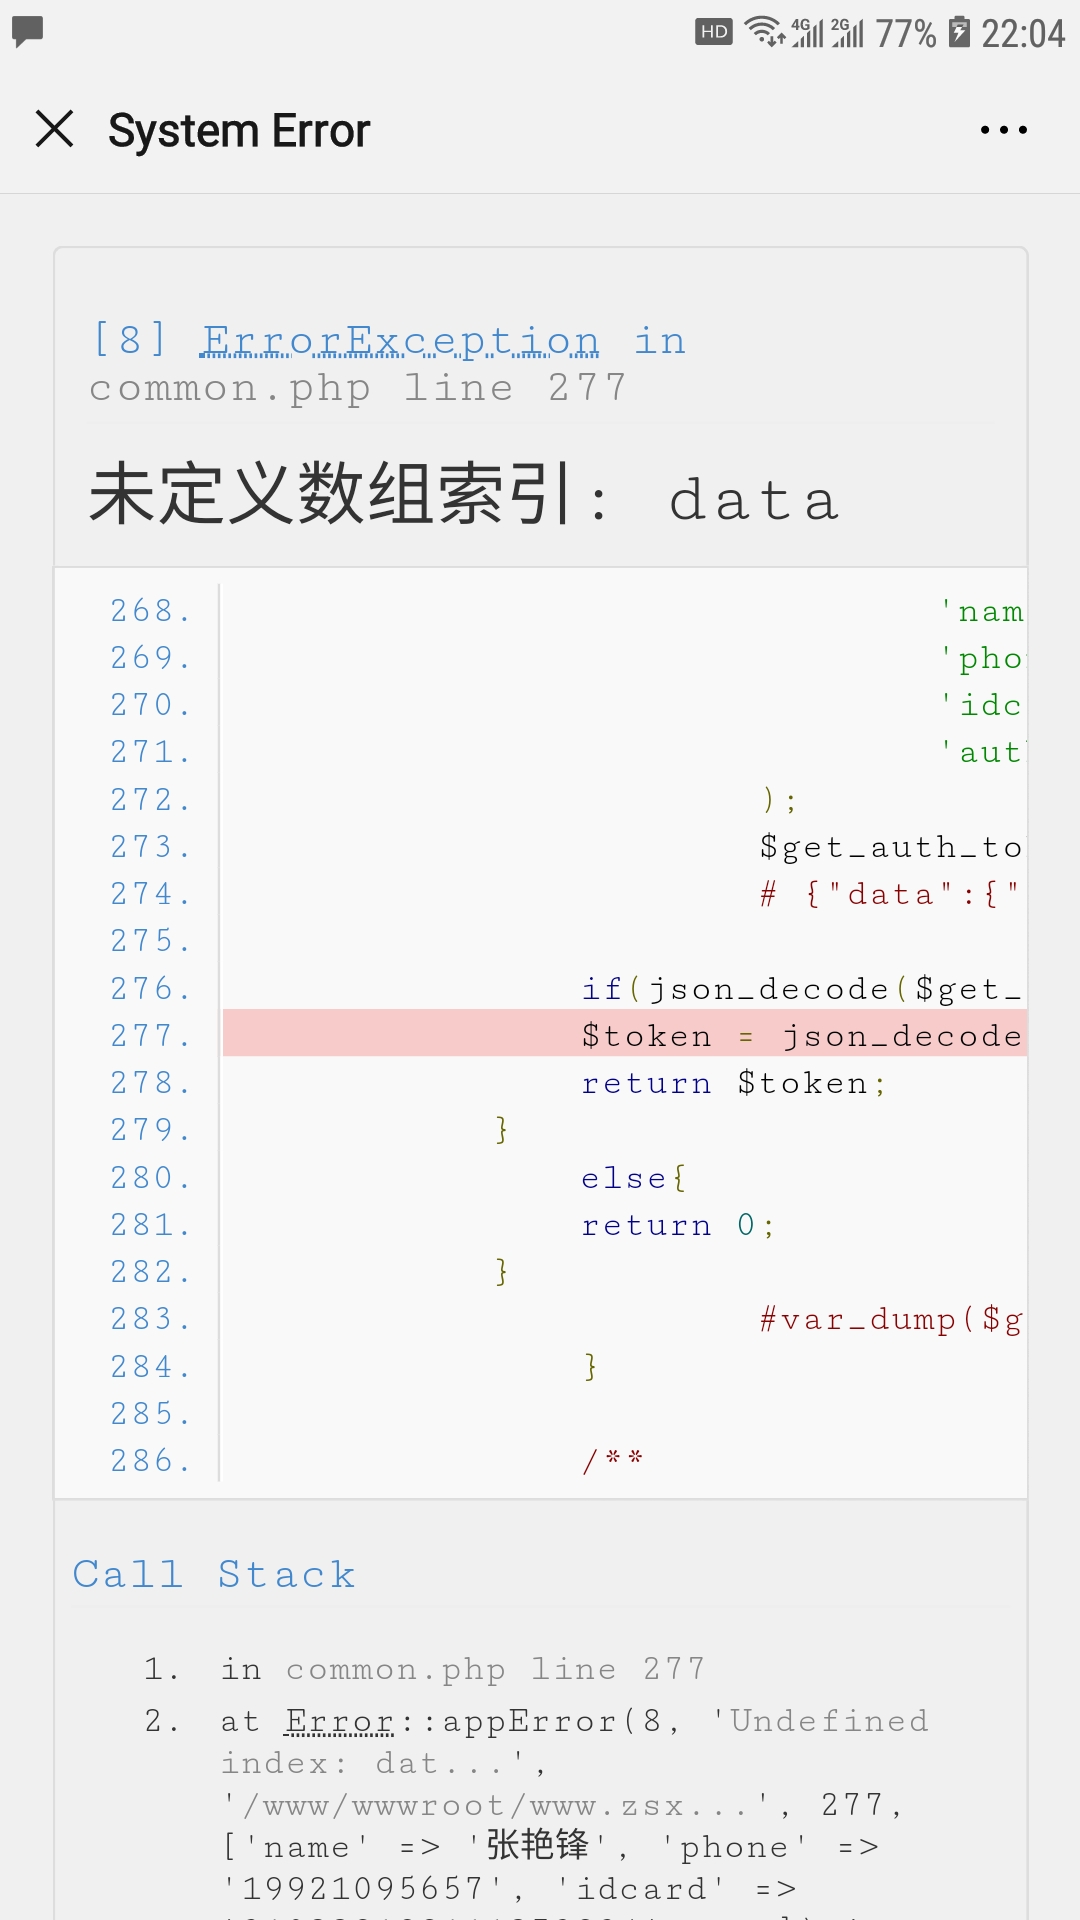 HD 4G 2G 77% 22:04
System Error
[8] ErrorException in
common.php line 277
未定义数组索引: data
268. 'nam
269. 'pho
270. 'idc
271. 'aut
272. );
273. $get_auth_to
274. # {"data":{"
275.
276. if(json_decode($get_
277. $token = json_decode
278. return $token;
279. }
280. else{
281. return 0;
282. }
283. #var_dump($g
284. }
285.
286. /**
Call Stack
1. in common.php line 277
2. at Error::appError(8, 'Undefined
index: dat...',
'/www/wwwroot/www.zsx...', 277,
['name' => '张艳锋', 'phone' =>
'19921095657', 'idcard' =>